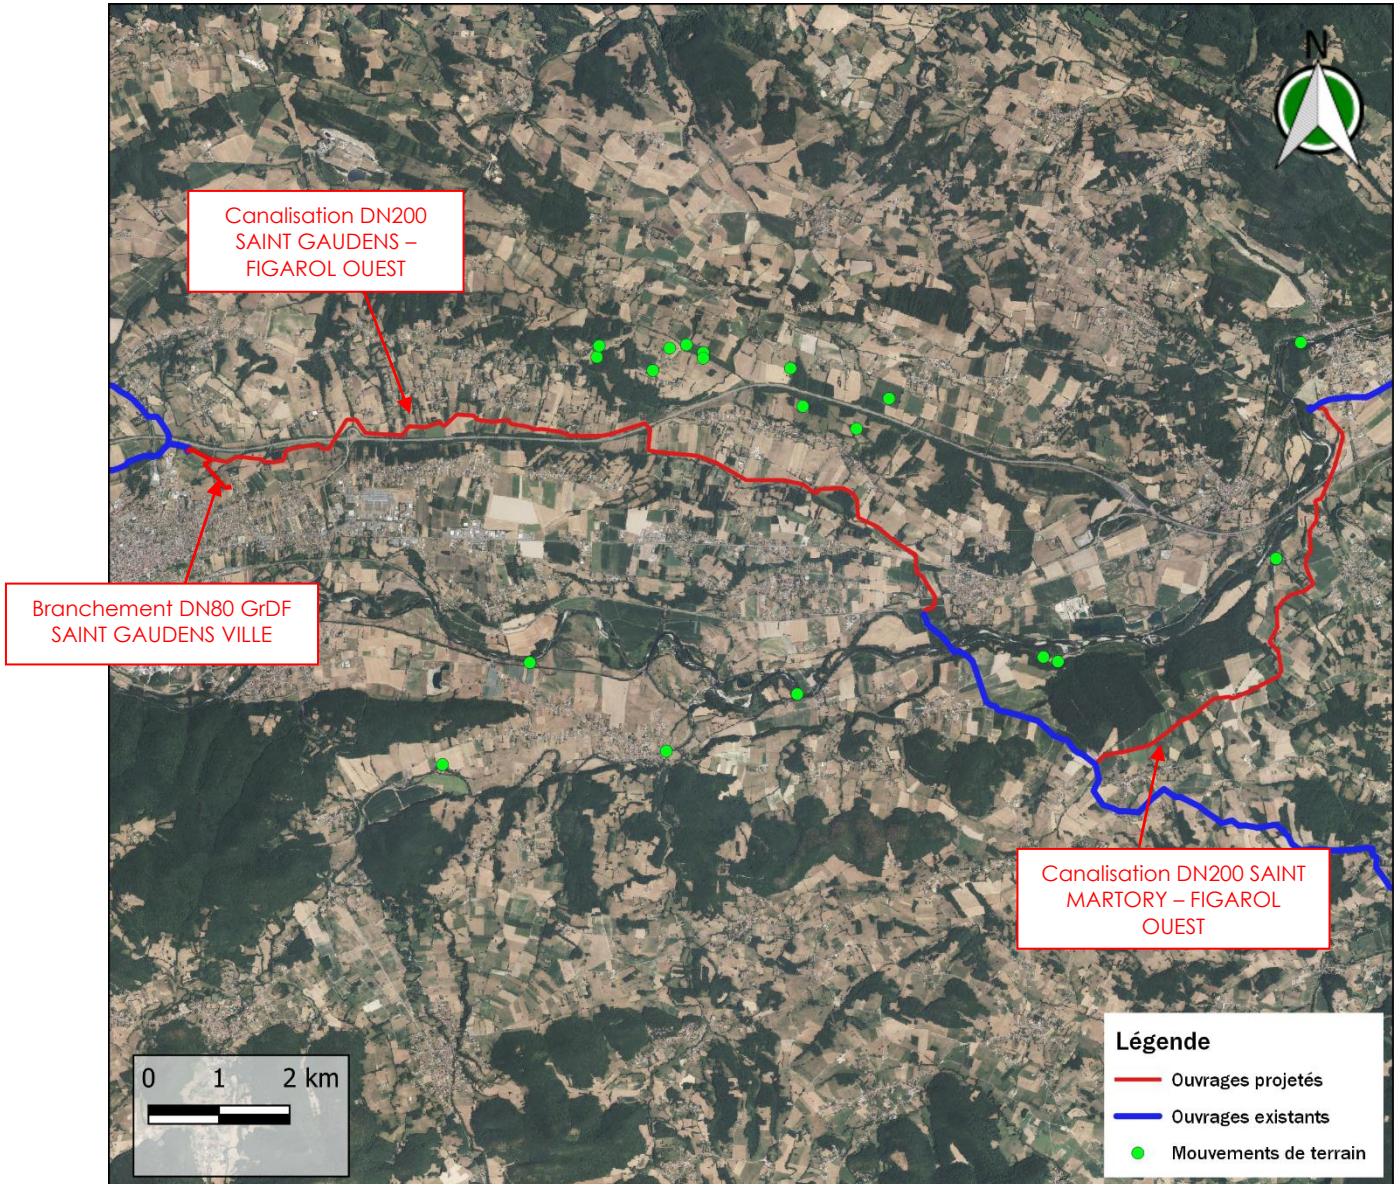 N
Canalisation DN200
SAINT GAUDENS –
FIGAROL OUEST
Branchement DN80 GrDF
SAINT GAUDENS VILLE
Canalisation DN200 SAINT
MARTORY – FIGAROL
OUEST
0 1 2 km
Légende
Ouvrages projetés
Ouvrages existants
Mouvements de terrain